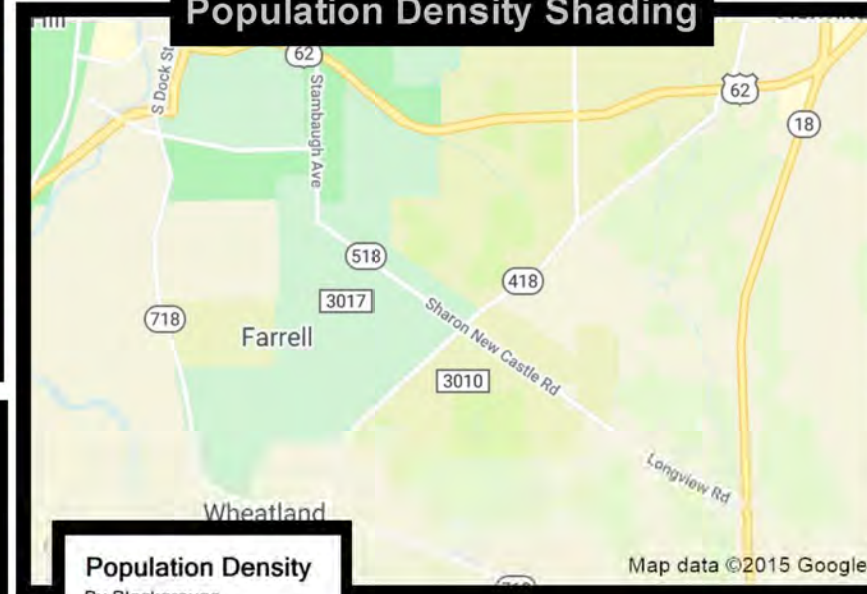 Population Density Shading
62
S Dock St
Stambaugh Ave
62
18
518
418
3017
718
Farrell
Sharon New Castle Rd
3010
Longview Rd
Wheatland
Map data ©2015 Google
Population Density